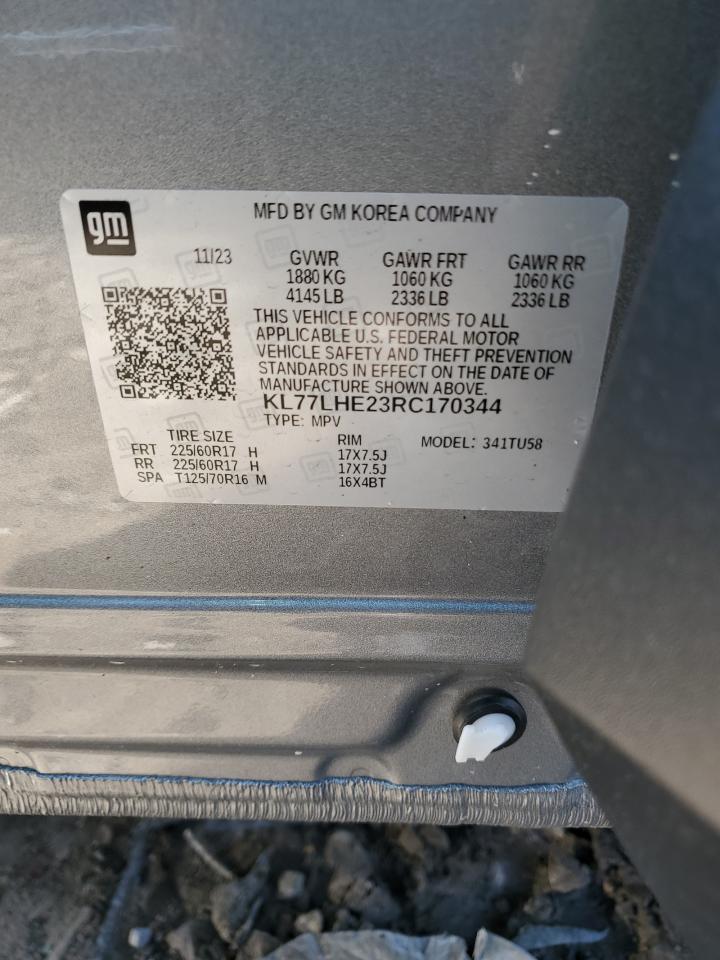 gm
MFD BY GM KOREA COMPANY
11/23 GVWR GAWR FRT GAWR RR
1880 KG 1060 KG 1060 KG
4145 LB 2336 LB 2336 LB
THIS VEHICLE CONFORMS TO ALL
APPLICABLE U.S. FEDERAL MOTOR
VEHICLE SAFETY AND THEFT PREVENTION
STANDARDS IN EFFECT ON THE DATE OF
MANUFACTURE SHOWN ABOVE.
KL77LHE23RC170344
TYPE: MPV
TIRE SIZE RIM MODEL: 341TU58
FRT 225/60R17 H 17X7.5J
RR 225/60R17 H 17X7.5J
SPA T125/70R16 M 16X4BT